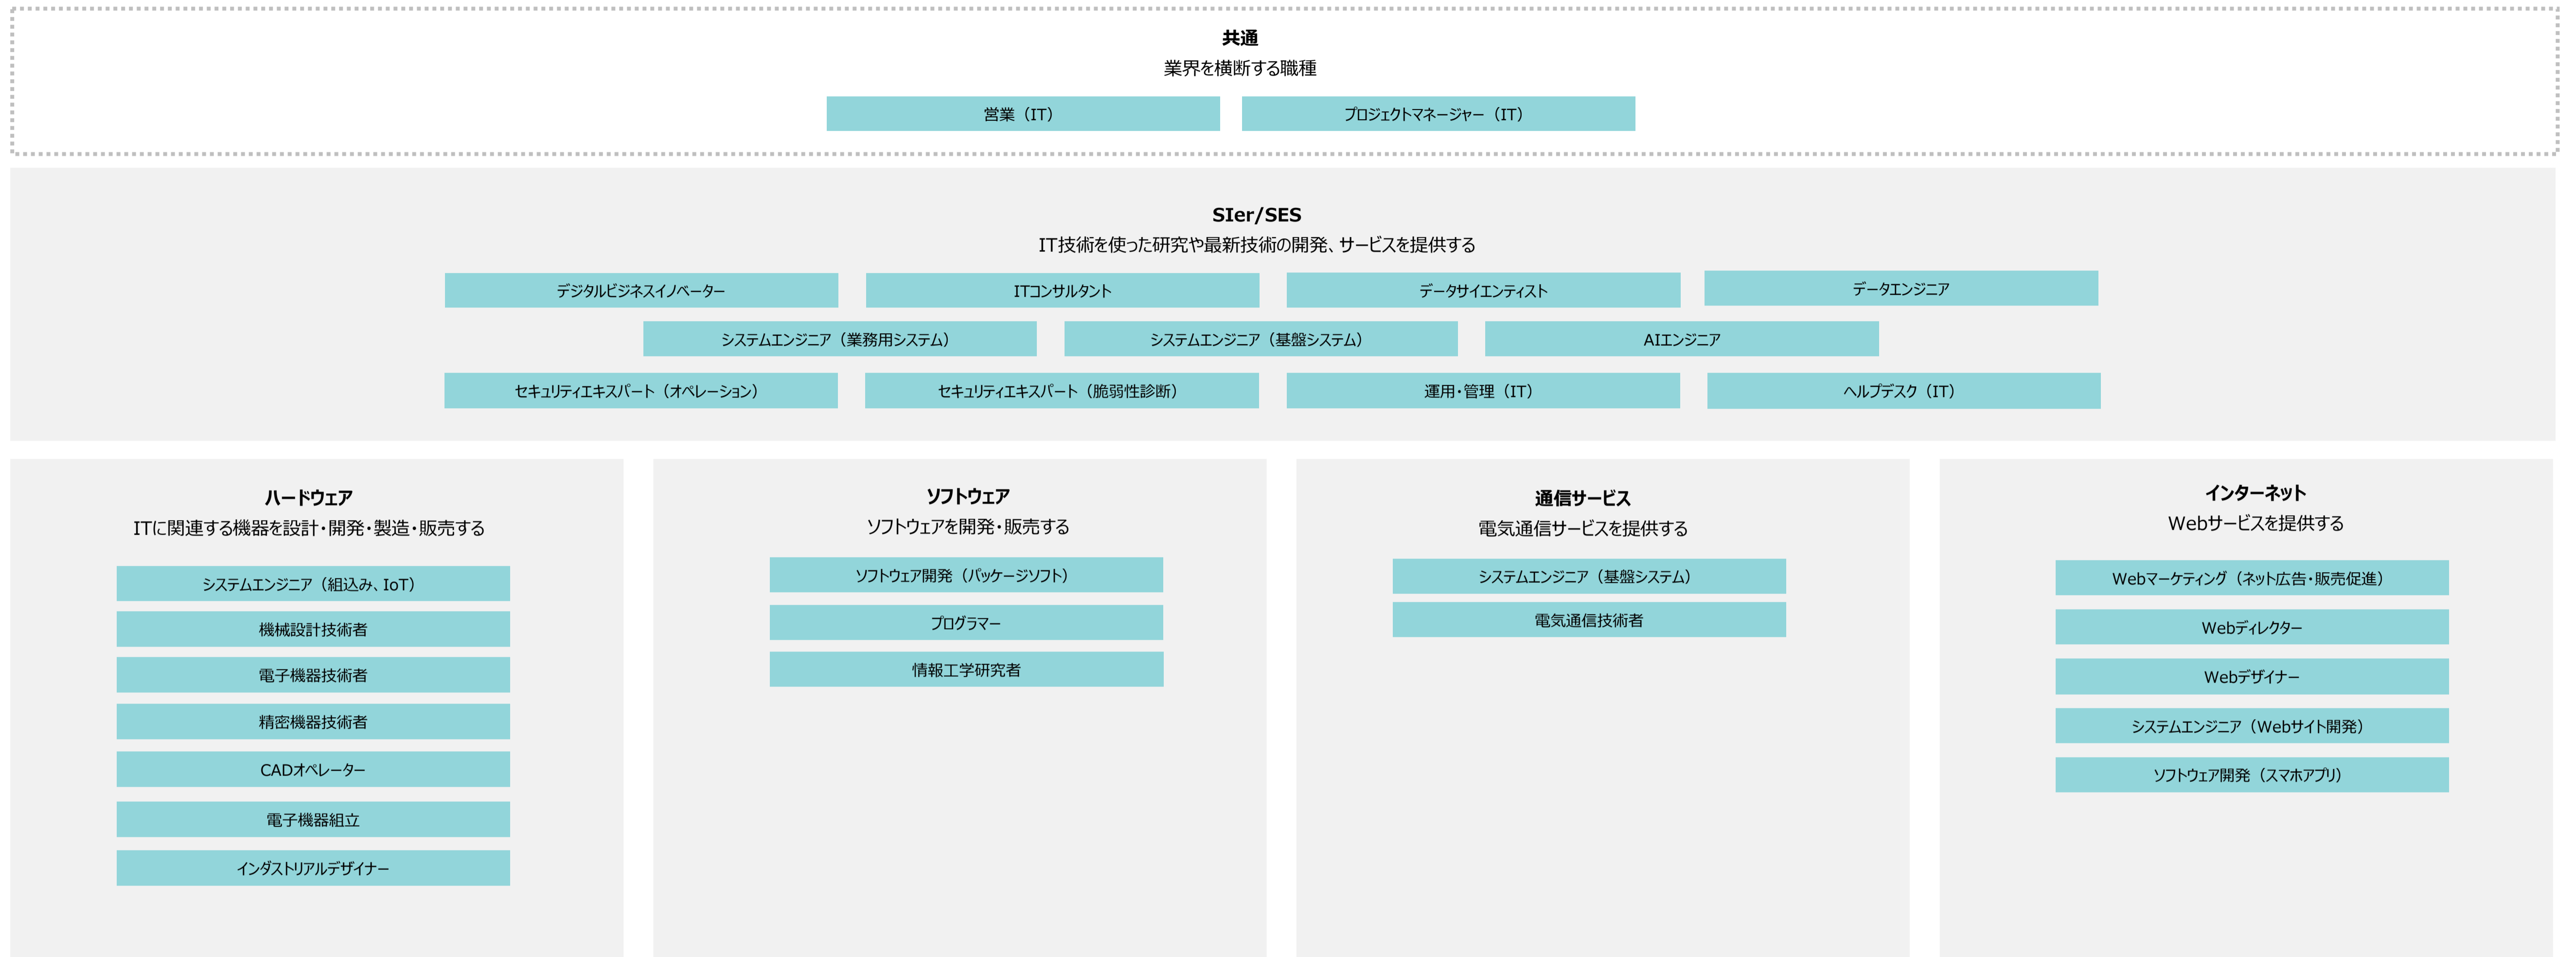 共通
業界を横断する職種
営業（IT）
プロジェクトマネージャー（IT）
SIer/SES
IT技術を使った研究や最新技術の開発、サービスを提供する
デジタルビジネスイノベーター
ITコンサルタント
データサイエンティスト
データエンジニア
システムエンジニア（業務用システム）
システムエンジニア（基盤システム）
AIエンジニア
セキュリティエキスパート（オペレーション）
セキュリティエキスパート（脆弱性診断）
運用・管理（IT）
ヘルプデスク（IT）
ハードウェア
ITに関連する機器を設計・開発・製造・販売する
システムエンジニア（組込み、IoT）
機械設計技術者
電子機器技術者
精密機器技術者
CADオペレーター
電子機器組立
インダストリアルデザイナー
ソフトウェア
ソフトウェアを開発・販売する
ソフトウェア開発（パッケージソフト）
プログラマー
情報工学研究者
通信サービス
電気通信サービスを提供する
システムエンジニア（基盤システム）
電気通信技術者
インターネット
Webサービスを提供する
Webマーケティング（ネット広告・販売促進）
Webディレクター
Webデザイナー
システムエンジニア（Webサイト開発）
ソフトウェア開発（スマホアプリ）